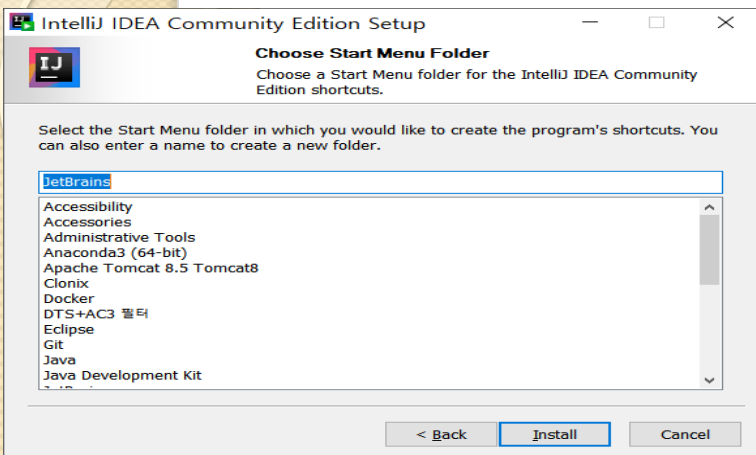 IntelliJ IDEA Community Edition Setup
IJ
Choose Start Menu Folder
Choose a Start Menu folder for the IntelliJ IDEA Community
Edition shortcuts.
Select the Start Menu folder in which you would like to create the program's shortcuts. You
can also enter a name to create a new folder.
JetBrains
Accessibility
Accessories
Administrative Tools
Anaconda3 (64-bit)
Apache Tomcat 8.5 Tomcat8
Clonix
Docker
DTS+AC3 필터
Eclipse
Git
Java
Java Development Kit
< Back
Install
Cancel